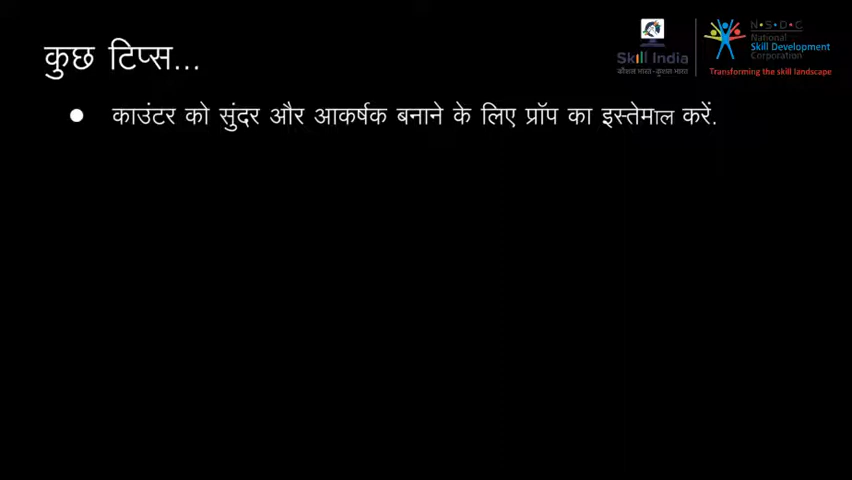 कुछ टिप्स...
Skill India
कौशल भारत - कुशल भारत
N·S·D·C
National
Skill Development
Corporation
Transforming the skill landscape
● काउंटर को सुंदर और आकर्षक बनाने के लिए प्रॉप का इस्तेमाल करें.